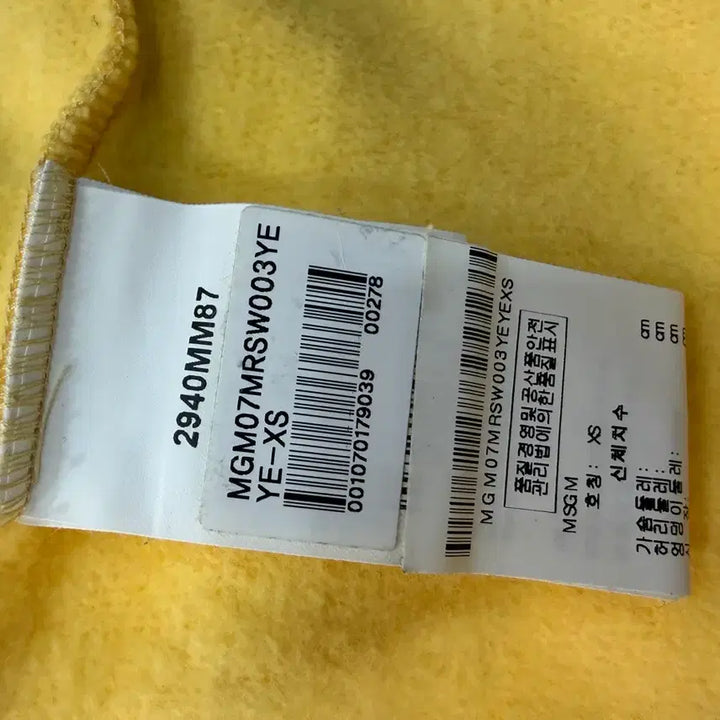 2940MM87
MGM07MRSW003YE
YE-XS
001070179039
00278
MGM07MRSW003YEYEXS
품질경영및공산품안전
관리법에의한품질표시
MSGM
호칭: XS
신체치수
가슴둘레: cm
허리둘레: cm
엉덩이둘레: cm
cm